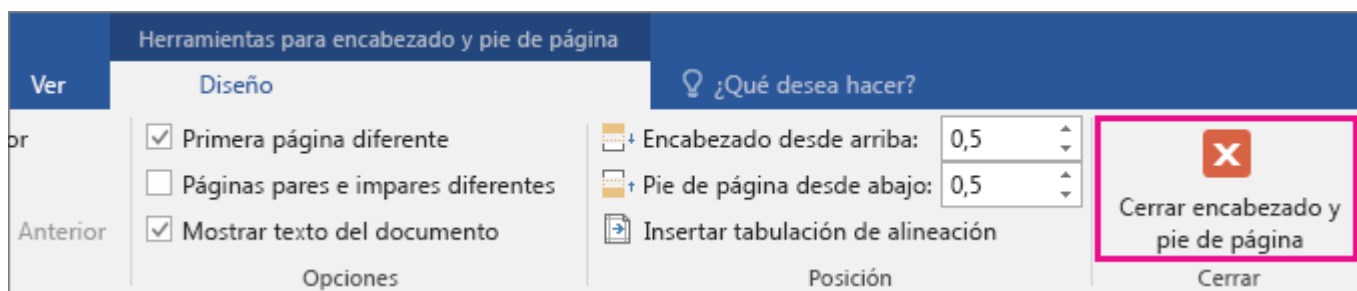 Herramientas para encabezado y pie de página
Ver
Diseño
¿Qué desea hacer?
or
Primera página diferente
Encabezado desde arriba: 0,5
Páginas pares e impares diferentes
Pie de página desde abajo: 0,5
Anterior
Mostrar texto del documento
Insertar tabulación de alineación
Cerrar encabezado y
pie de página
Opciones
Posición
Cerrar